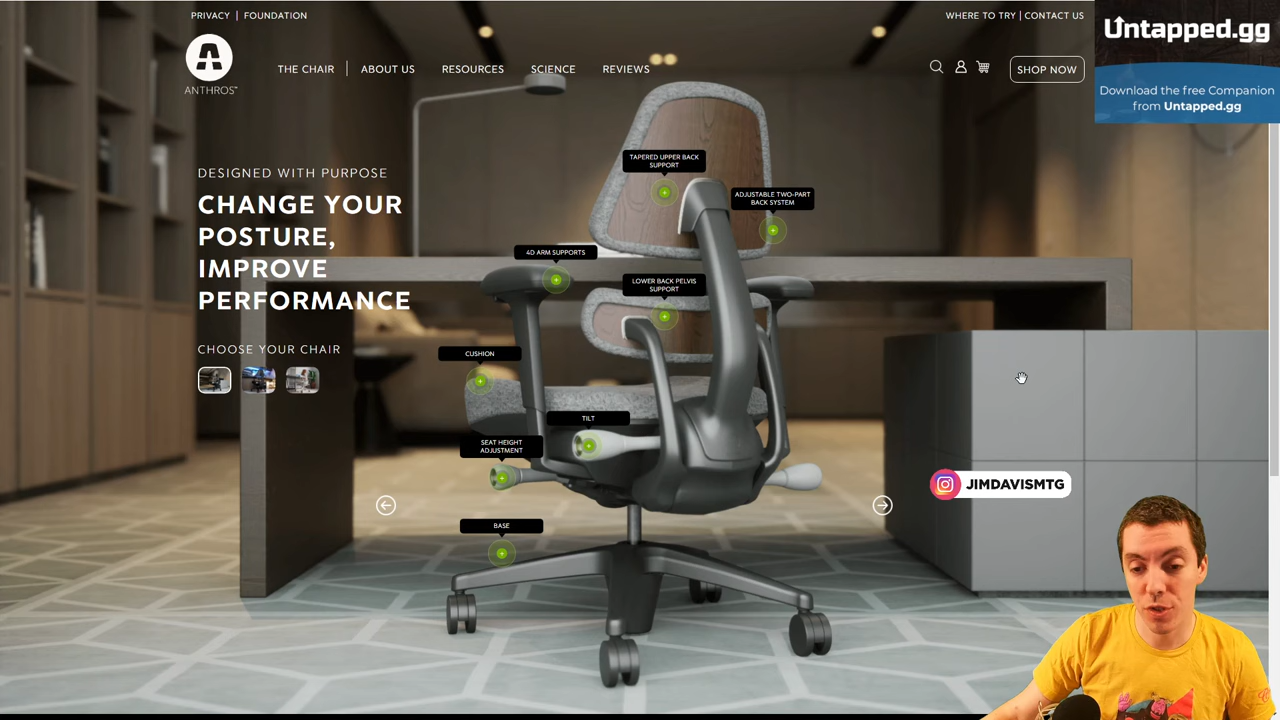 PRIVACY | FOUNDATION
WHERE TO TRY | CONTACT US
Untapped.gg
Download the free Companion
from Untapped.gg
ANTHROS™
THE CHAIR | ABOUT US RESOURCES SCIENCE REVIEWS
SHOP NOW
DESIGNED WITH PURPOSE
CHANGE YOUR
POSTURE,
IMPROVE
PERFORMANCE
CHOOSE YOUR CHAIR
TAPERED UPPER BACK
SUPPORT
ADJUSTABLE TWO-PART
BACK SYSTEM
4D ARM SUPPORTS
LOWER BACK PELVIS
SUPPORT
CUSHION
TILT
SEAT HEIGHT
ADJUSTMENT
BASE
JIMDAVISMTG